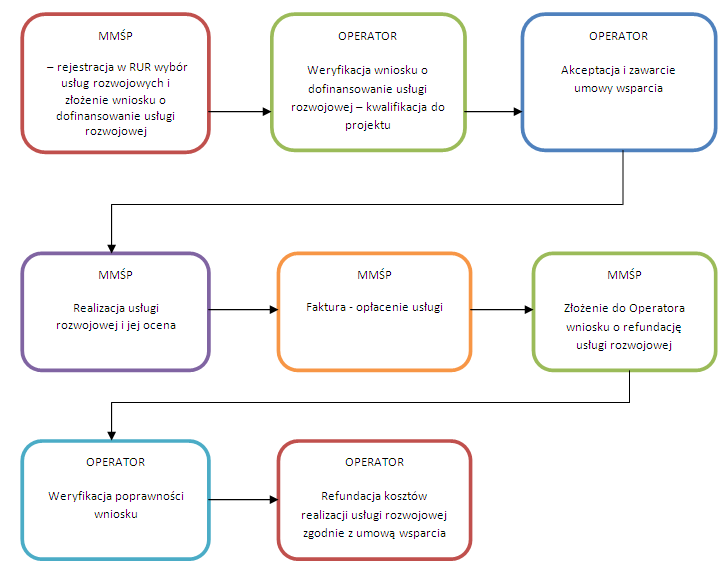 MMŚP
– rejestracja w RUR wybór
usług rozwojowych i
złożenie wniosku o
dofinansowanie usługi
rozwojowej
OPERATOR
Weryfikacja wniosku o
dofinansowanie usługi
rozwojowej – kwalifikacja do
projektu
OPERATOR
Akceptacja i zawarcie
umowy wsparcia
MMŚP
Realizacja usługi
rozwojowej i jej ocena
MMŚP
Faktura - opłacenie usługi
MMŚP
Złożenie do Operatora
wniosku o refundację
usługi rozwojowej
OPERATOR
Weryfikacja poprawności
wniosku
OPERATOR
Refundacja kosztów
realizacji usługi rozwojowej
zgodnie z umową wsparcia